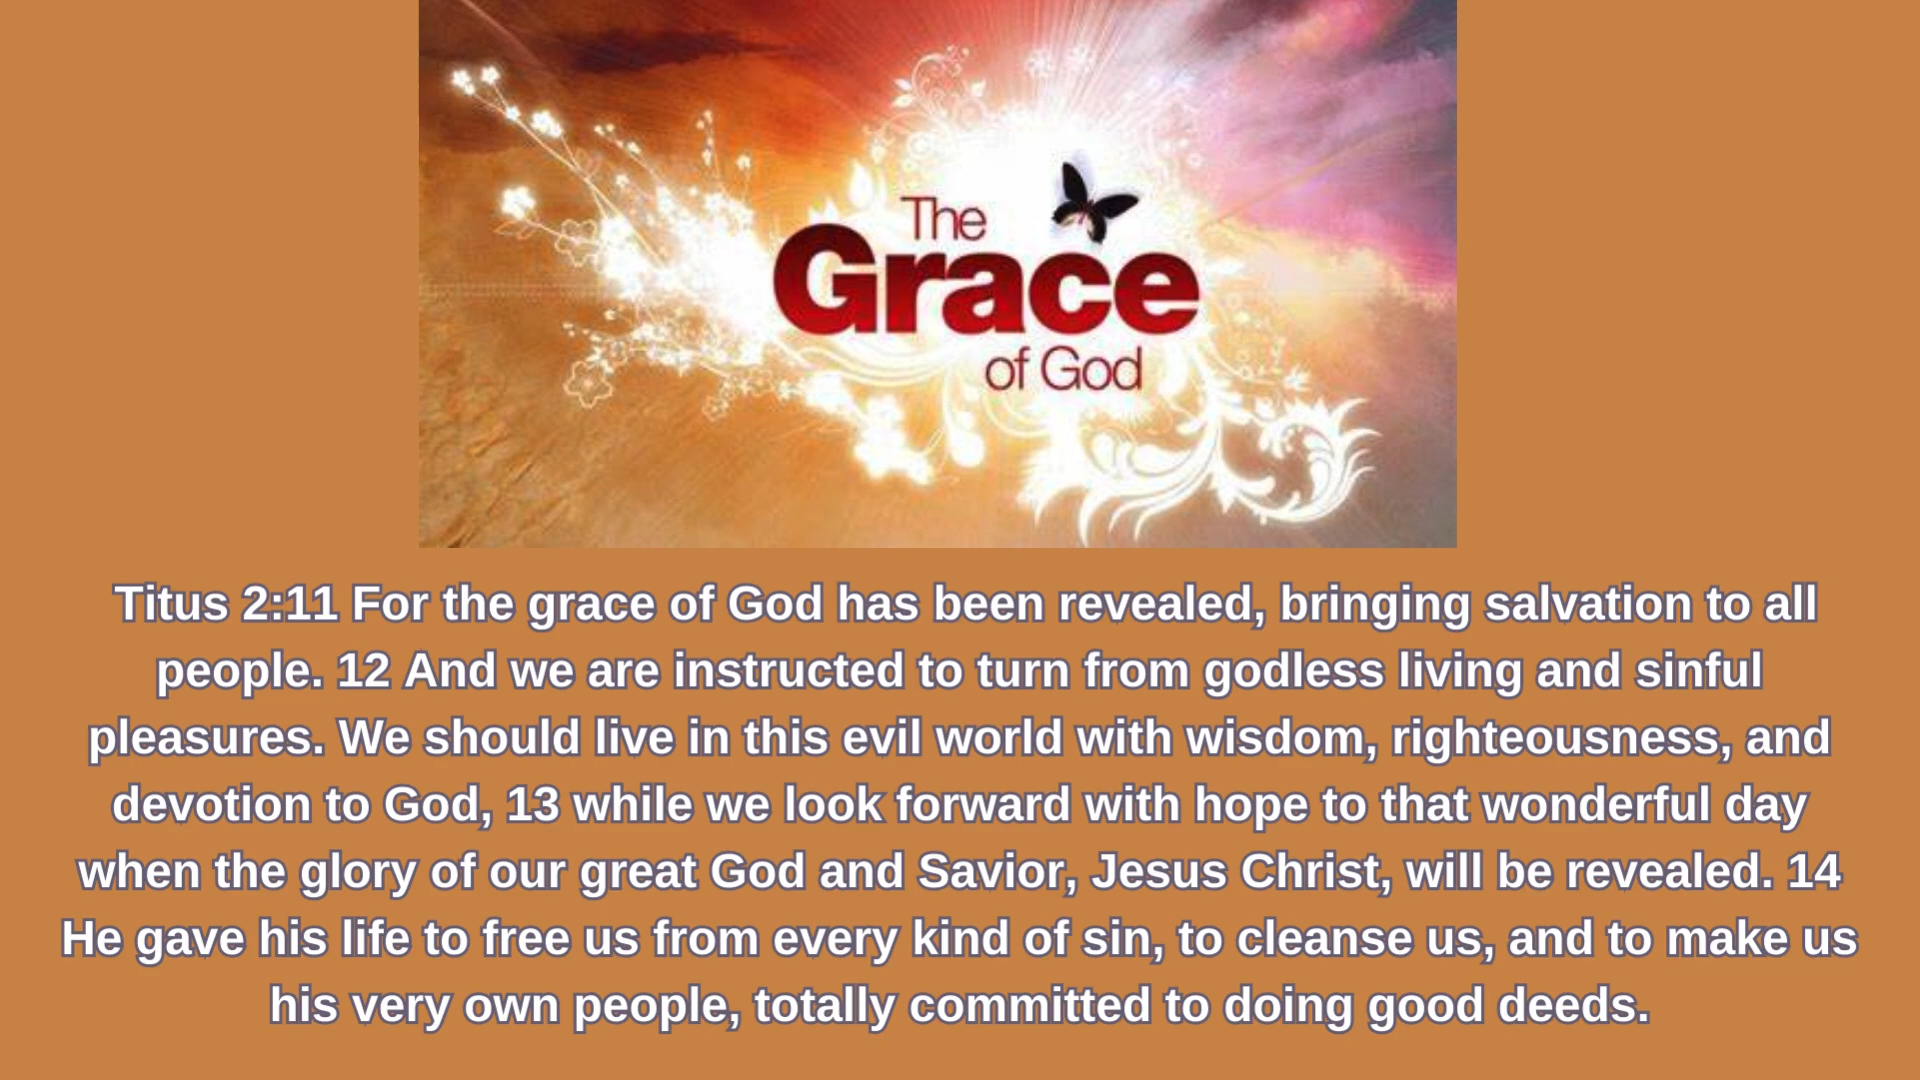 The
Grace
of God
Titus 2:11 For the grace of God has been revealed, bringing salvation to all
people. 12 And we are instructed to turn from godless living and sinful
pleasures. We should live in this evil world with wisdom, righteousness, and
devotion to God, 13 while we look forward with hope to that wonderful day
when the glory of our great God and Savior, Jesus Christ, will be revealed. 14
He gave his life to free us from every kind of sin, to cleanse us, and to make us
his very own people, totally committed to doing good deeds.